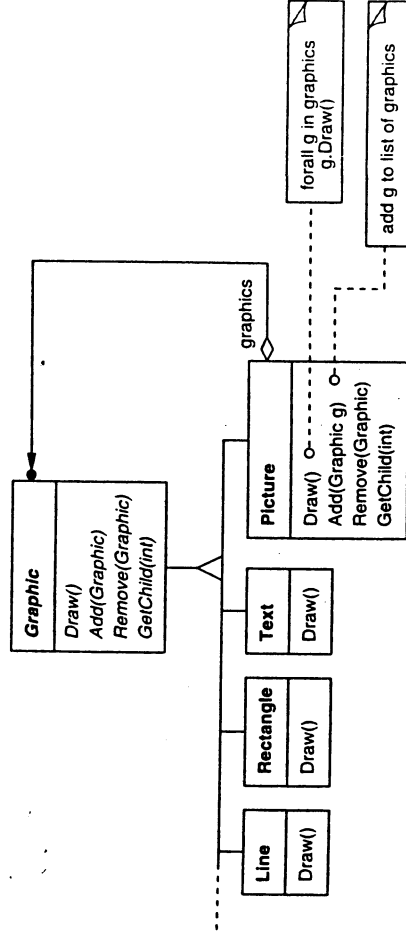 Graphic
Draw()
Add(Graphic)
Remove(Graphic)
GetChild(int)
graphics
Line
Draw()
Rectangle
Draw()
Text
Draw()
Picture
Draw()
Add(Graphic g)
Remove(Graphic)
GetChild(int)
forall g in graphics
g.Draw()
add g to list of graphics